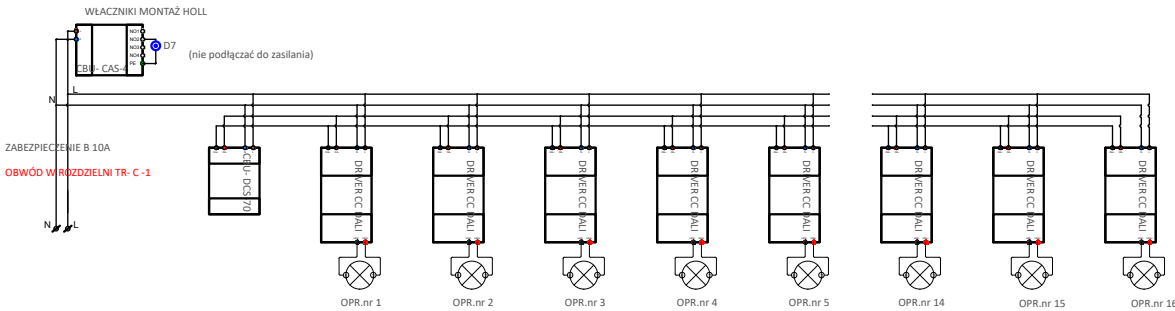 WŁACZNIKI MONTAŻ HOLL
NO1
NO2
NO3
NO4
PE
D7
(nie podłączać do zasilania)
CBU- CAS-4
L
N
ZABEZPIECZENIE B 10A
OBWÓD W ROZDZIELNI TR- C -1
CBU- DCS 70
DRIVER CC DALI
DRIVER CC DALI
DRIVER CC DALI
DRIVER CC DALI
DRIVER CC DALI
DRIVER CC DALI
DRIVER CC DALI
DRIVER CC DALI
N
L
OPR.nr 1
OPR.nr 2
OPR.nr 3
OPR.nr 4
OPR.nr 5
OPR.nr 14
OPR.nr 15
OPR.nr 16